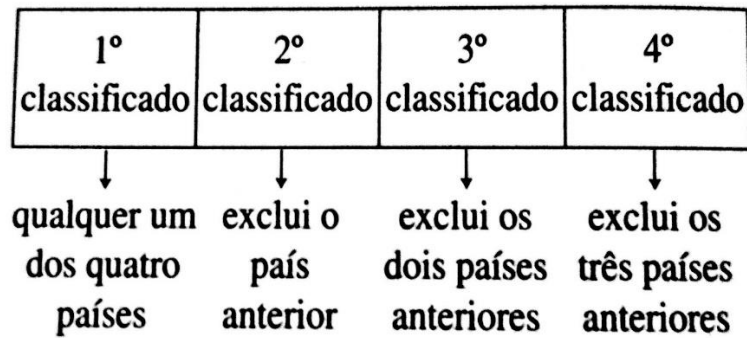 1º
classificado
2º
classificado
3º
classificado
4º
classificado
qualquer um
dos quatro
países
exclui o
país
anterior
exclui os
dois países
anteriores
exclui os
três países
anteriores